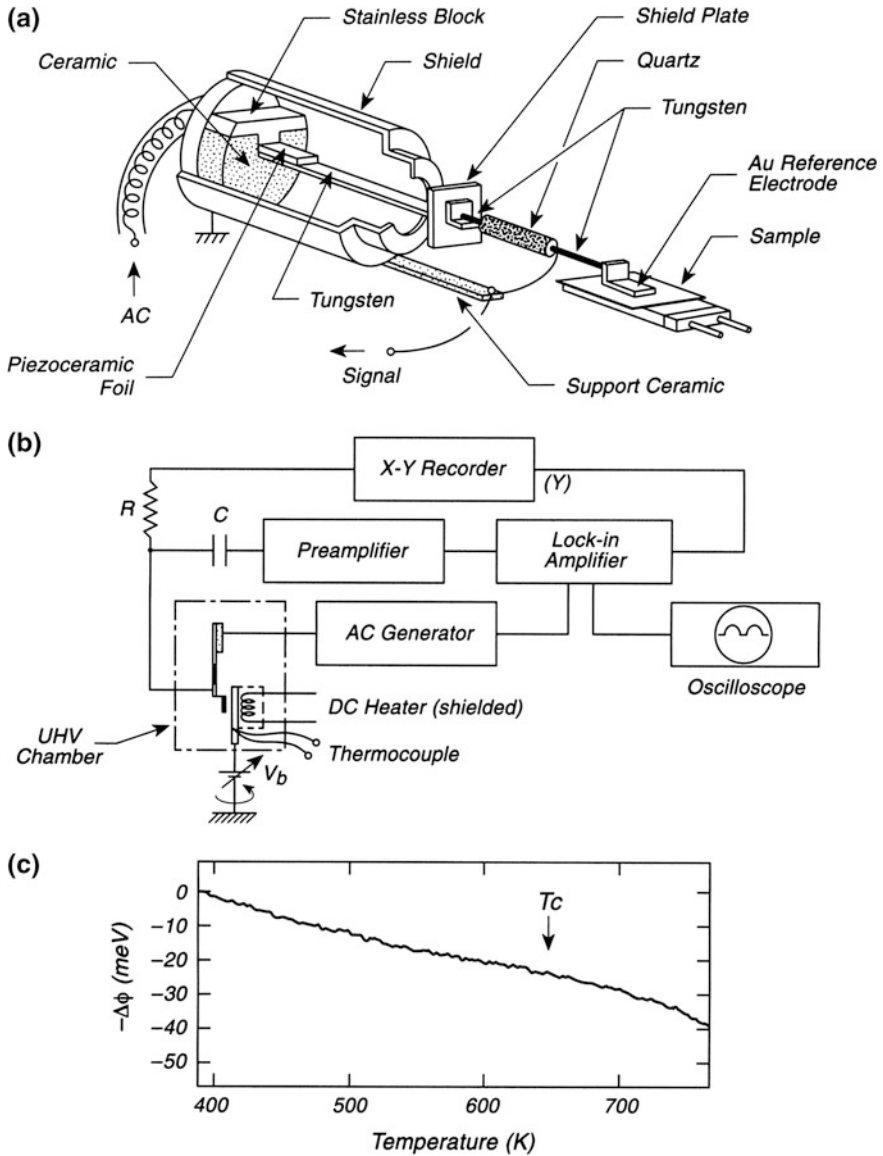 (a)
Stainless Block
Shield Plate
Ceramic
Shield
Quartz
Tungsten
Au Reference
Electrode
Sample
AC
Tungsten
Piezoceramic
Foil
Signal
Support Ceramic
(b)
X-Y Recorder
(Y)
R
C
Preamplifier
Lock-in
Amplifier
AC Generator
Oscilloscope
DC Heater (shielded)
UHV
Chamber
Thermocouple
Vb
(c)
Tc
0
−10
−20
−30
−40
−50
−Δϕ (meV)
400 500 600 700
Temperature (K)